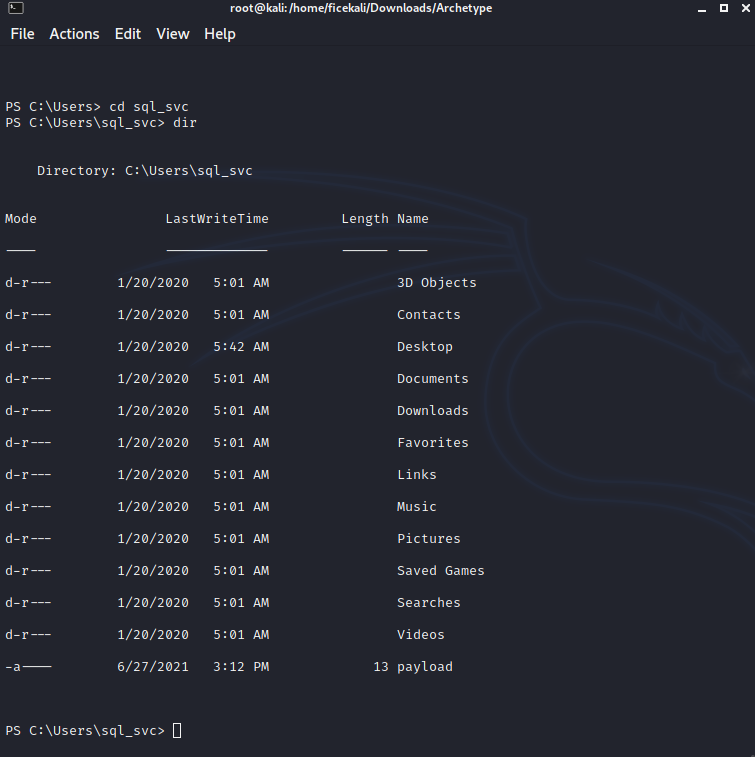 root@kali:/home/ficekali/Downloads/Archetype
File Actions Edit View Help
PS C:\Users> cd sql_svc
PS C:\Users\sql_svc> dir
Directory: C:\Users\sql_svc
Mode LastWriteTime Length Name
---- ------------- ------ ----
d-r--- 1/20/2020 5:01 AM 3D Objects
d-r--- 1/20/2020 5:01 AM Contacts
d-r--- 1/20/2020 5:42 AM Desktop
d-r--- 1/20/2020 5:01 AM Documents
d-r--- 1/20/2020 5:01 AM Downloads
d-r--- 1/20/2020 5:01 AM Favorites
d-r--- 1/20/2020 5:01 AM Links
d-r--- 1/20/2020 5:01 AM Music
d-r--- 1/20/2020 5:01 AM Pictures
d-r--- 1/20/2020 5:01 AM Saved Games
d-r--- 1/20/2020 5:01 AM Searches
d-r--- 1/20/2020 5:01 AM Videos
-a---- 6/27/2021 3:12 PM 13 payload
PS C:\Users\sql_svc>